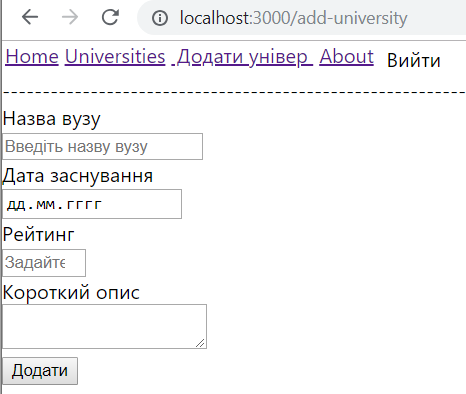 localhost:3000/add-university
Home Universities Додати універ About Вийти
Назва вузу
Введіть назву вузу
Дата заснування
дд.мм.гггг
Рейтинг
Задайте
Короткий опис
Додати